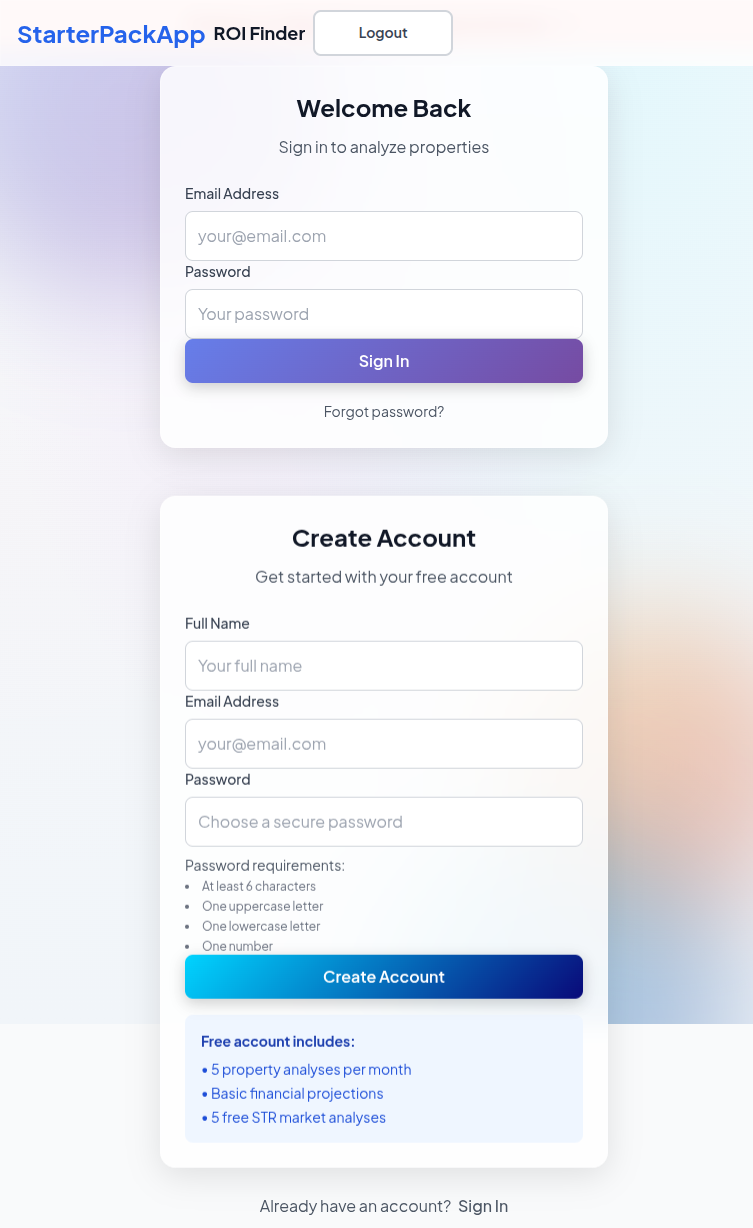 StarterPackApp ROI Finder Logout
Welcome Back
Sign in to analyze properties
Email Address
your@email.com
Password
Your password
Sign In
Forgot password?
Create Account
Get started with your free account
Full Name
Your full name
Email Address
your@email.com
Password
Choose a secure password
Password requirements:
• At least 6 characters
• One uppercase letter
• One lowercase letter
• One number
Create Account
Free account includes:
• 5 property analyses per month
• Basic financial projections
• 5 free STR market analyses
Already have an account? Sign In